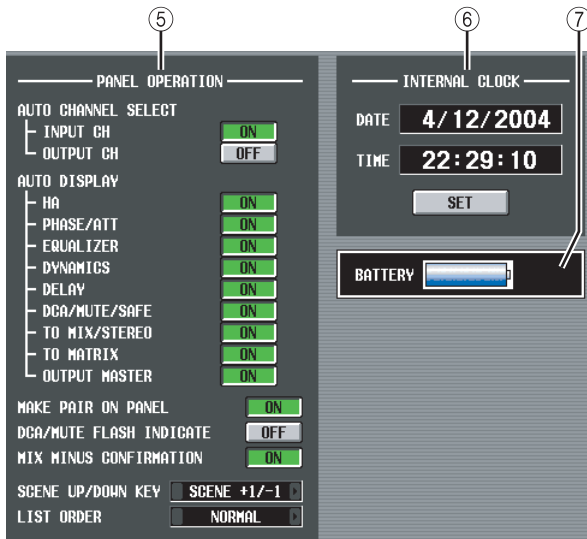 ⑤ ⑥ ⑦
PANEL OPERATION
AUTO CHANNEL SELECT
INPUT CH ON
OUTPUT CH OFF
AUTO DISPLAY
HA ON
PHASE/ATT ON
EQUALIZER ON
DYNAMICS ON
DELAY ON
DCA/MUTE/SAFE ON
TO MIX/STEREO ON
TO MATRIX ON
OUTPUT MASTER ON
MAKE PAIR ON PANEL ON
DCA/MUTE FLASH INDICATE OFF
MIX MINUS CONFIRMATION ON
SCENE UP/DOWN KEY SCENE +1/-1
LIST ORDER NORMAL
INTERNAL CLOCK
DATE 4/12/2004
TIME 22:29:10
SET
BATTERY